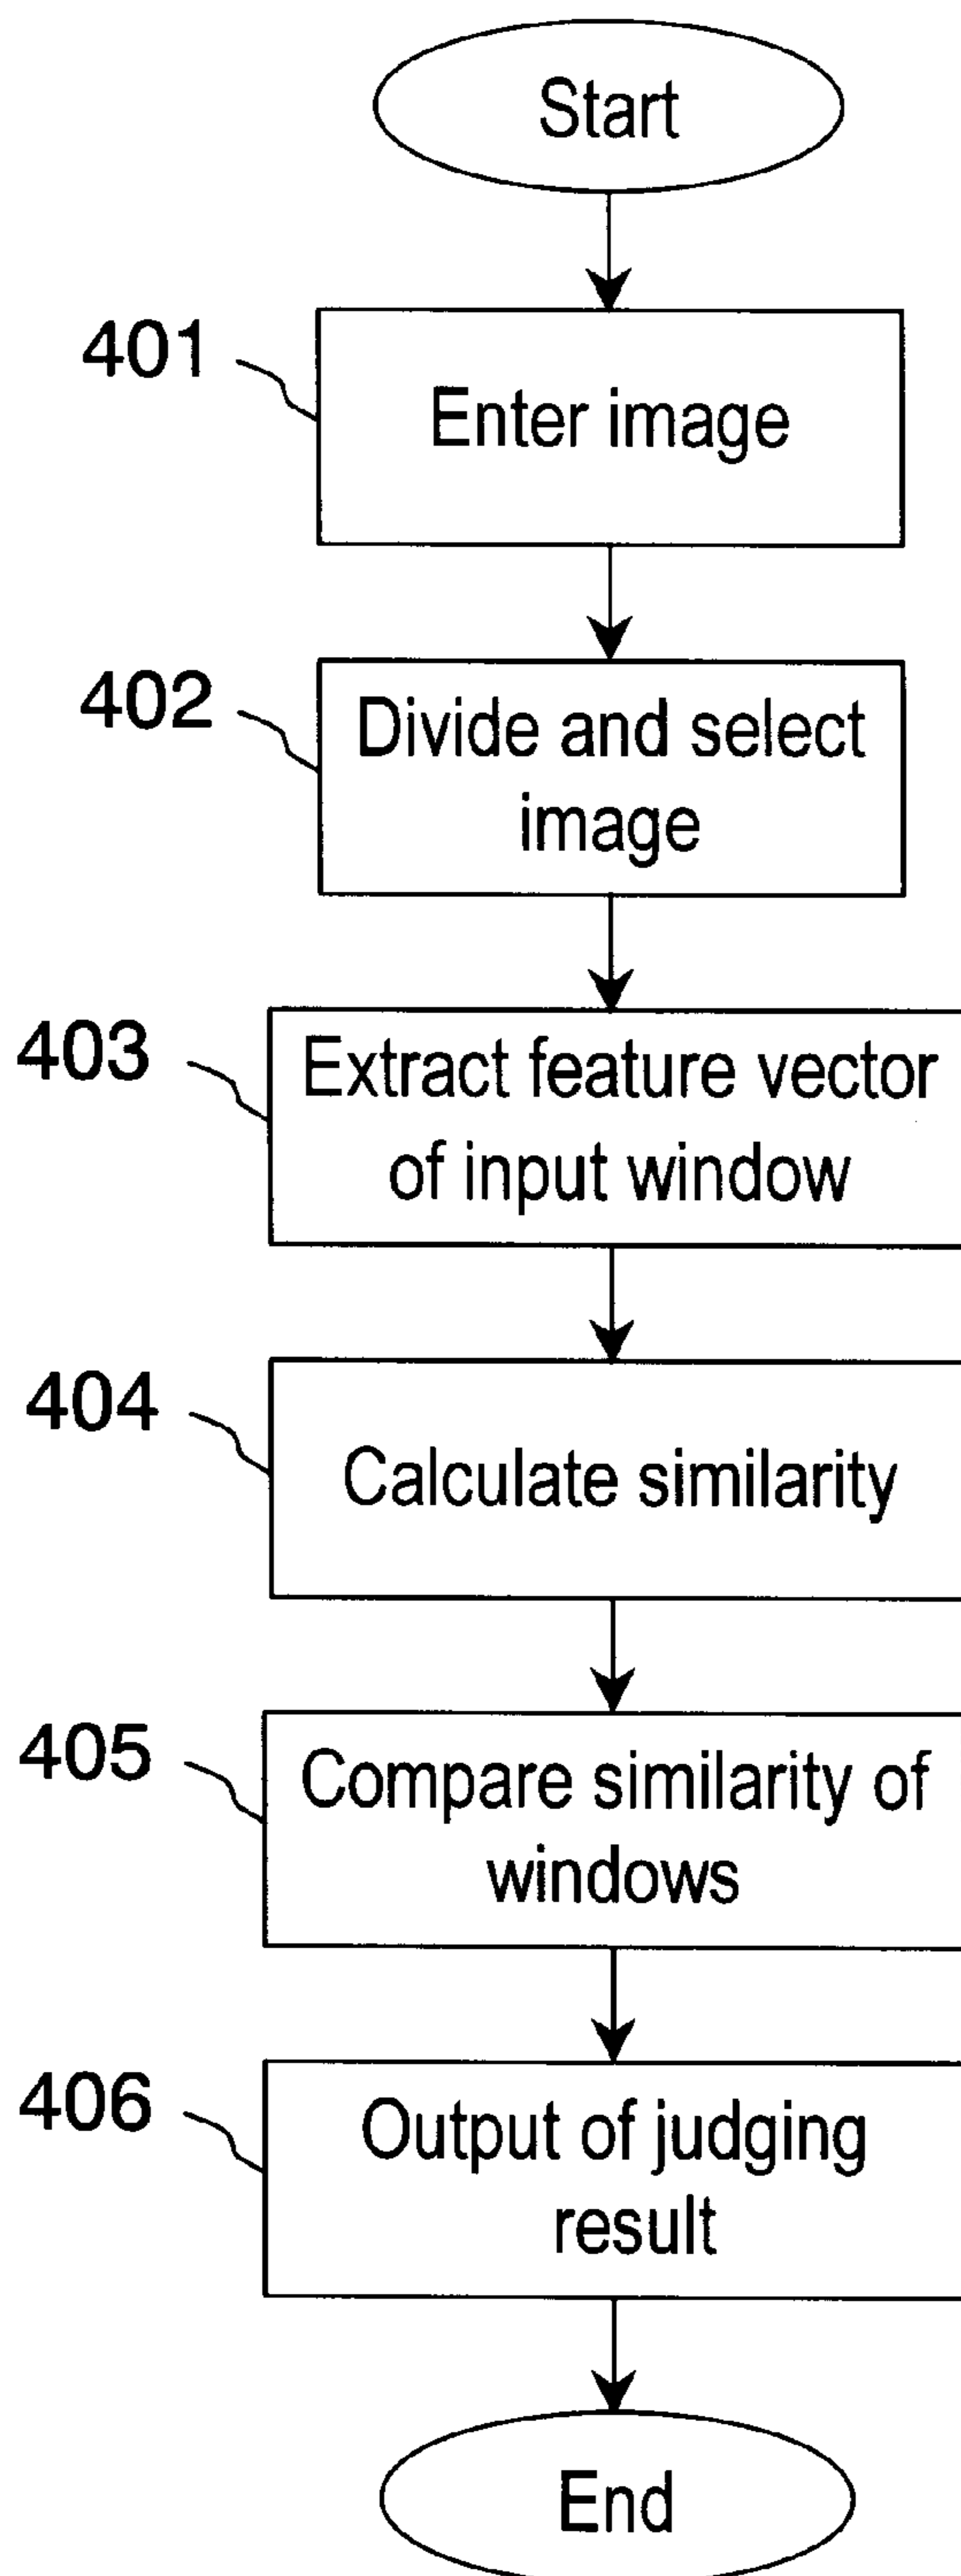 Start
401
Enter image
402
Divide and select
image
403
Extract feature vector
of input window
404
Calculate similarity
405
Compare similarity of
windows
406
Output of judging
result
End